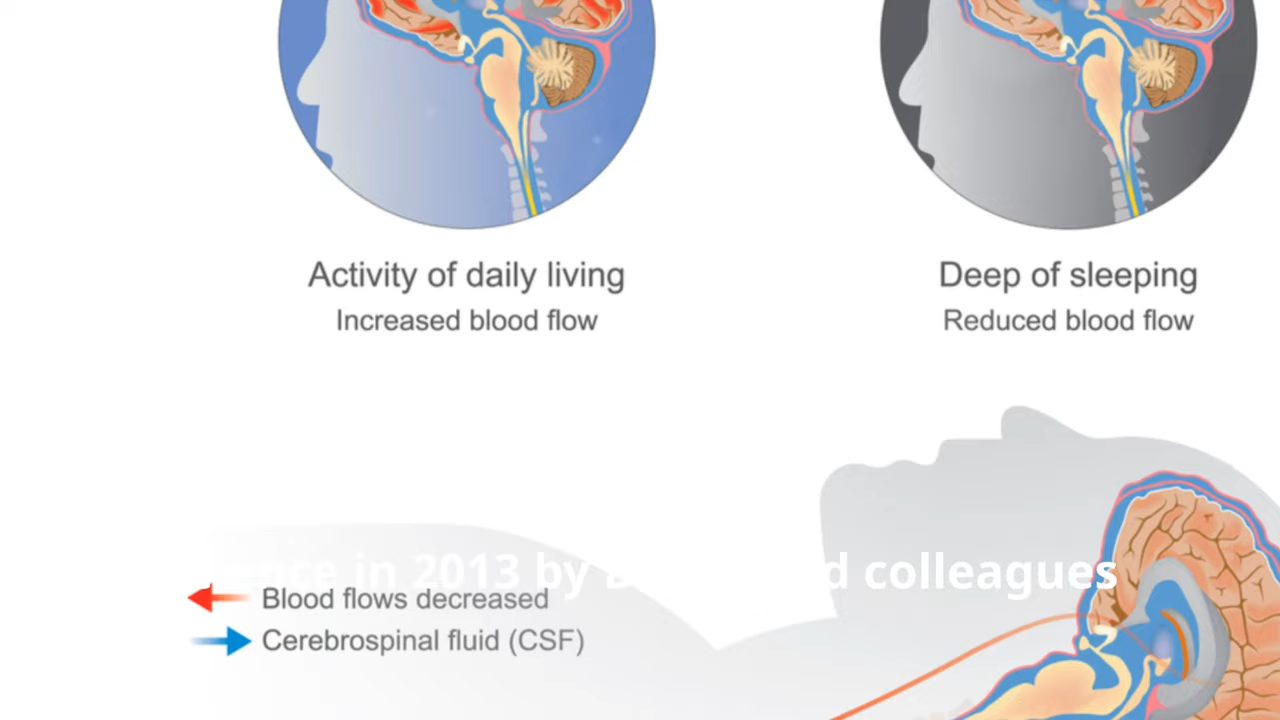 Activity of daily living
Increased blood flow
Deep of sleeping
Reduced blood flow
in 2013 by colleagues
Blood flows decreased
Cerebrospinal fluid (CSF)